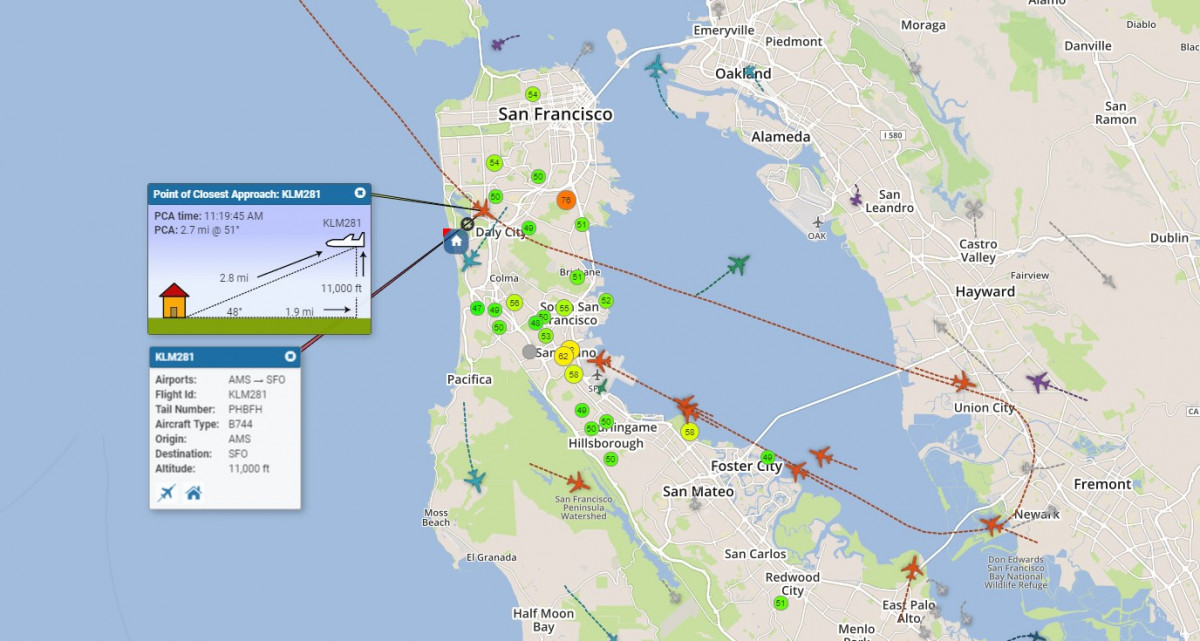 Alamo
Emeryville
Moraga
Diablo
Piedmont
Danville
Blac
Oakland
54
San Francisco
San
Ramon
I 580
Alameda
54
50
Point of Closest Approach: KLM281
PCA time: 11:19:45 AM
PCA: 2.7 mi @ 51°
KLM281
2.8 mi
11,000 ft
48°
1.9 mi
50
76
San
Leandro
49
51
Daly City
OAK
Castro
Valley
Dublin
Colma
Brisbane
51
Fairview
Hayward
47
49
56
55
52
South San
Francisco
50
50
48
53
San Bruno
62
58
SFO
KLM281
Airports: AMS → SFO
Flight Id: KLM281
Tail Number: PHBFH
Aircraft Type: B744
Origin: AMS
Destination: SFO
Altitude: 11,000 ft
Pacifica
Union City
CA
49
50
50
Burlingame
58
Hillsborough
50
49
Foster City
San Mateo
Fremont
San Francisco
Peninsula
Watershed
Moss
Beach
Newark
El Granada
San Carlos
Don Edwards
San Francisco
Bay National
Wildlife Refuge
Redwood
City
51
East Palo
Alto
Half Moon
Bay
Menlo